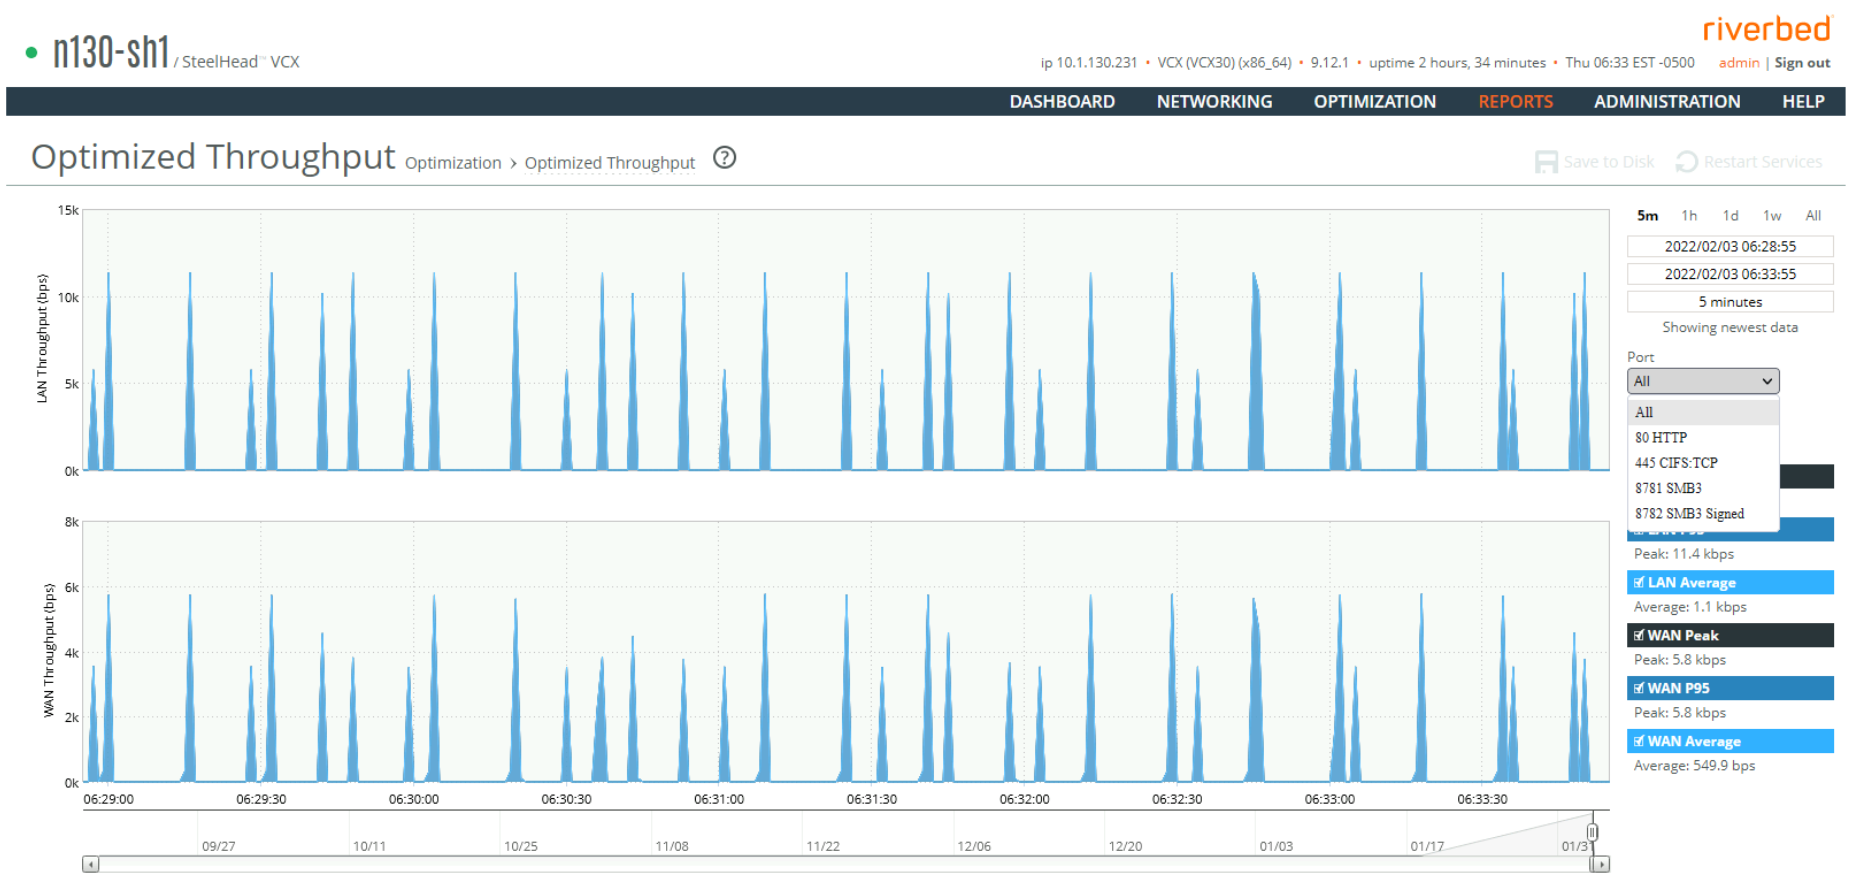 riverbed
n130-sh1 / SteelHead™ VCX
ip 10.1.130.231 • VCX (VCX30) (x86_64) • 9.12.1 • uptime 2 hours, 34 minutes • Thu 06:33 EST -0500 admin | Sign out
DASHBOARD NETWORKING OPTIMIZATION REPORTS ADMINISTRATION HELP
Optimized Throughput Optimization › Optimized Throughput ?
Save to Disk Restart Services
15k
10k
5k
0k
LAN Throughput (bps)
8k
6k
4k
2k
0k
WAN Throughput (bps)
06:29:00 06:29:30 06:30:00 06:30:30 06:31:00 06:31:30 06:32:00 06:32:30 06:33:00 06:33:30
09/27 10/11 10/25 11/08 11/22 12/06 12/20 01/03 01/17 01/31
5m 1h 1d 1w All
2022/02/03 06:28:55
2022/02/03 06:33:55
5 minutes
Showing newest data
Port
All
All
80 HTTP
445 CIFS:TCP
8781 SMB3
8782 SMB3 Signed
Peak: 11.4 kbps
LAN Average
Average: 1.1 kbps
WAN Peak
Peak: 5.8 kbps
WAN P95
Peak: 5.8 kbps
WAN Average
Average: 549.9 bps